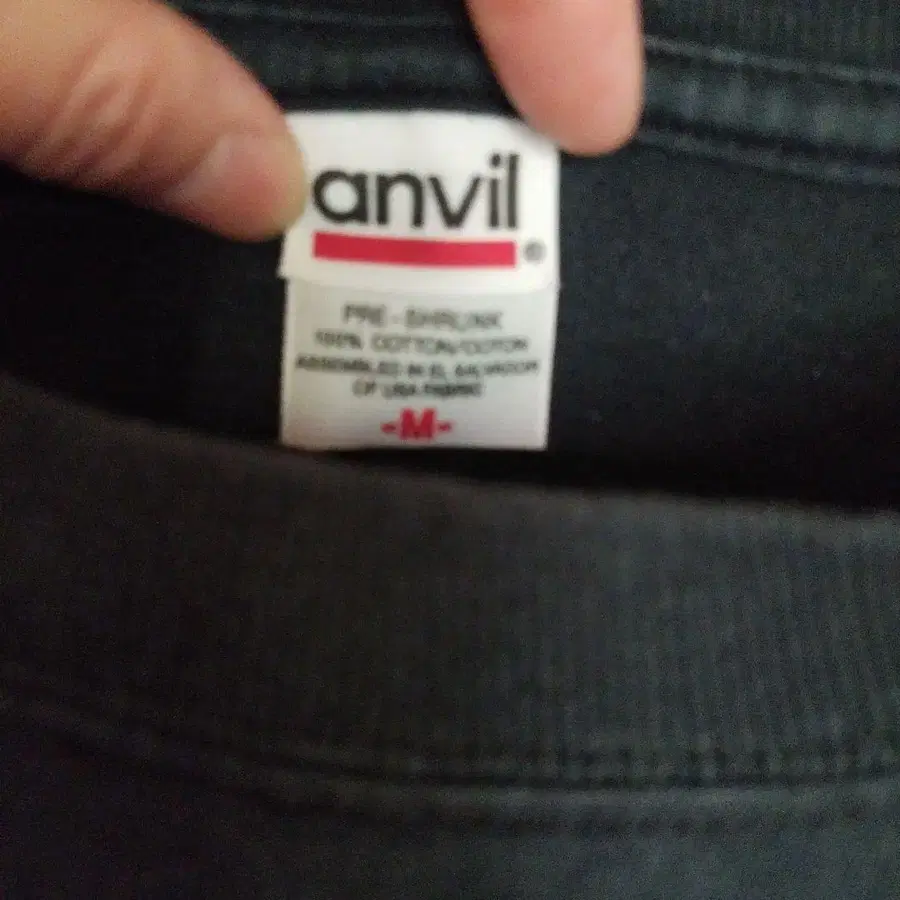 anvil
®
PRE-SHRUNK
100% COTTON/COTON
ASSEMBLED IN EL SALVADOR
OF USA FABRIC
-M-